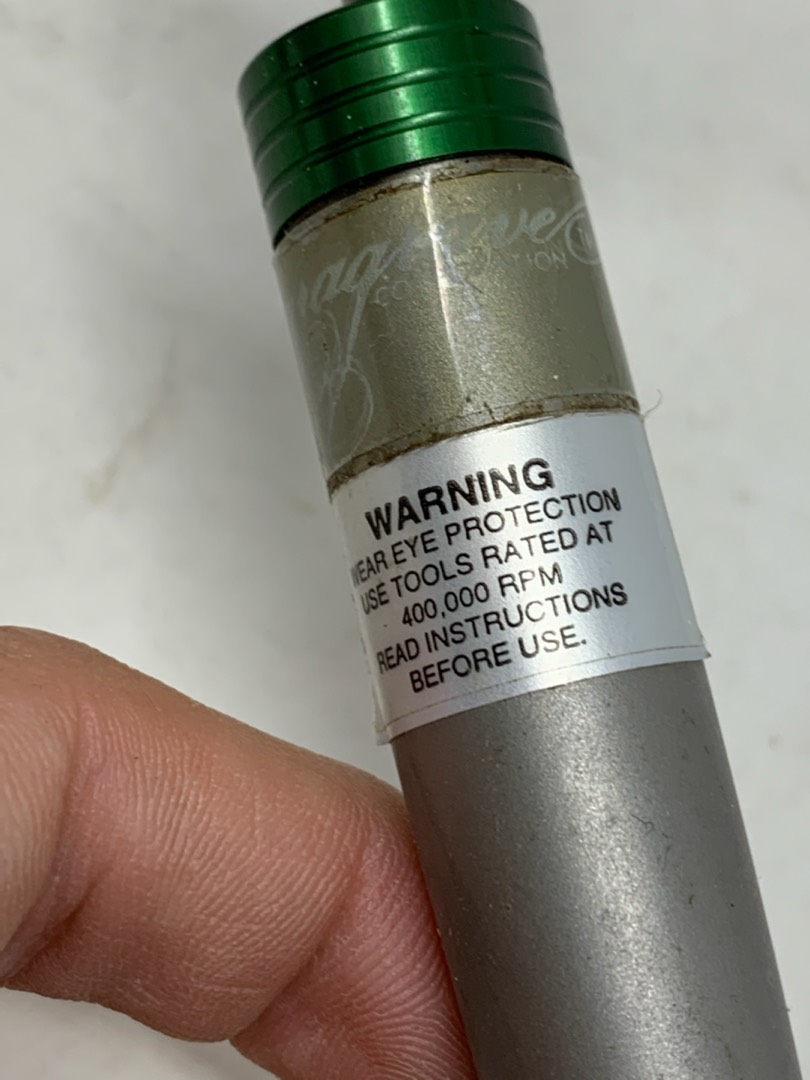 WARNING
WEAR EYE PROTECTION
USE TOOLS RATED AT
400,000 RPM
READ INSTRUCTIONS
BEFORE USE.